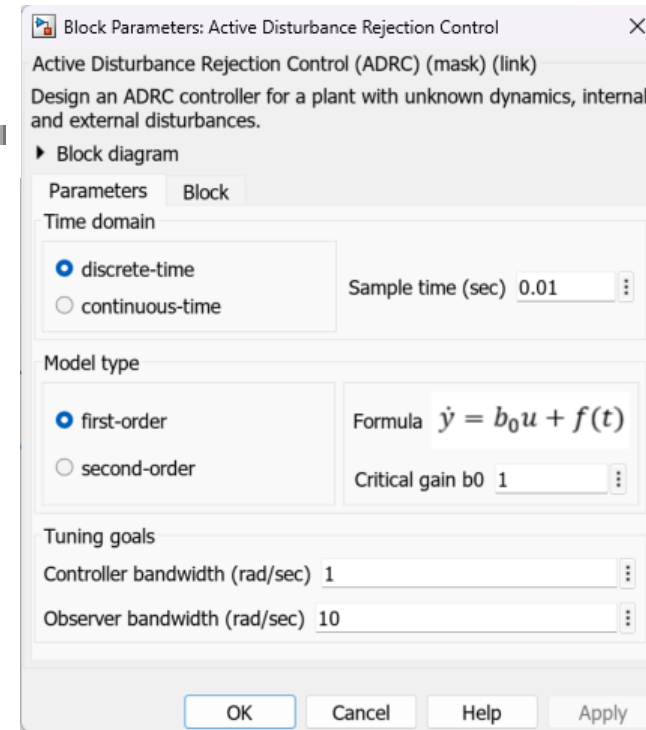 Block Parameters: Active Disturbance Rejection Control
Active Disturbance Rejection Control (ADRC) (mask) (link)
Design an ADRC controller for a plant with unknown dynamics, internal
and external disturbances.
Block diagram
Parameters Block
Time domain
discrete-time
continuous-time
Sample time (sec) 0.01
Model type
first-order
second-order
Formula ẏ = b₀u + f(t)
Critical gain b0 1
Tuning goals
Controller bandwidth (rad/sec) 1
Observer bandwidth (rad/sec) 10
OK Cancel Help Apply